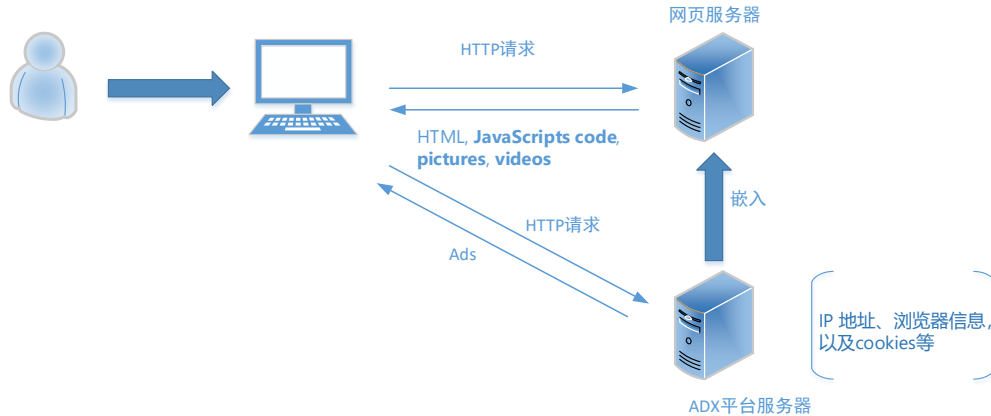 网页服务器
HTTP请求
HTML, JavaScripts code,
pictures, videos
嵌入
HTTP请求
Ads
IP 地址、浏览器信息,
以及cookies等
ADX平台服务器